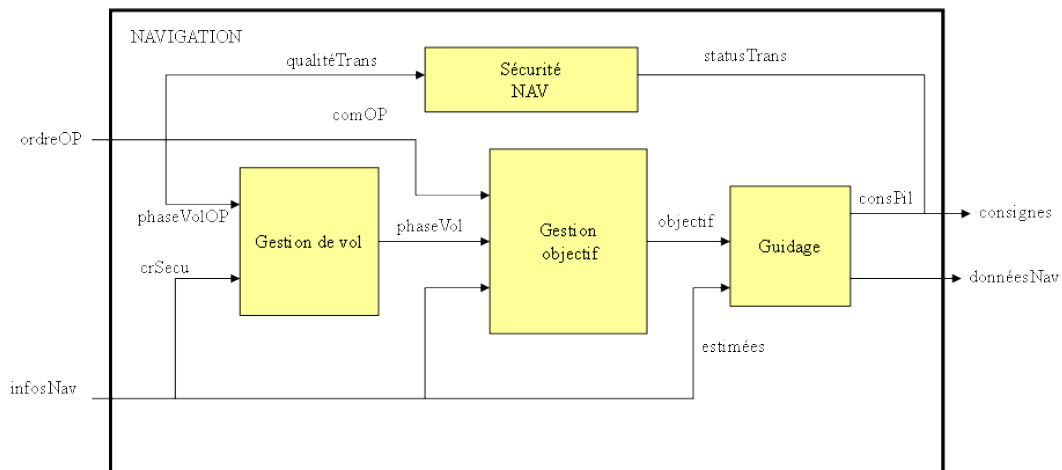 NAVIGATION
qualitéTrans
Sécurité
NAV
statusTrans
comOP
ordreOP
phaseVolOP
Gestion de vol
phaseVol
Gestion
objectif
objectif
Guidage
consPil
consignes
crSecu
donnéesNav
estimées
infosNav